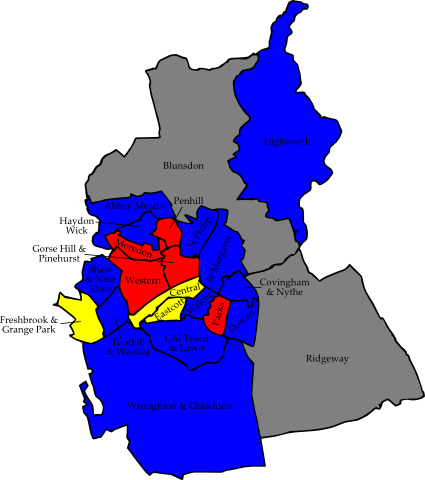 Highworth
Blunsdon
Abbey Meads
Penhill
Haydon
Wick
St Philip
Gorse Hill &
Pinehurst
Moredon
St Margaret
Shaw & Nine
Elms
Western
Central
Covingham
& Nythe
Eastcott
Walcot
Parks
Dorcan
Freshbrook &
Grange Park
Toothill
& Westlea
Old Town
& Lawn
Ridgeway
Wroughton & Chiseldon